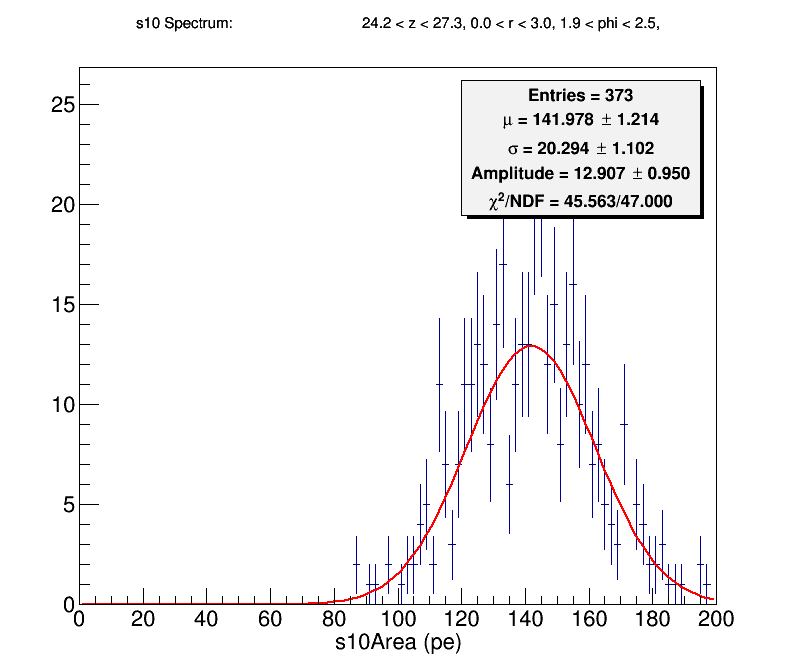 s10 Spectrum: 24.2 < z < 27.3, 0.0 < r < 3.0, 1.9 < phi < 2.5,
Entries = 373
μ = 141.978 ± 1.214
σ = 20.294 ± 1.102
Amplitude = 12.907 ± 0.950
χ²/NDF = 45.563/47.000
25
20
15
10
5
0
0 20 40 60 80 100 120 140 160 180 200
s10Area (pe)